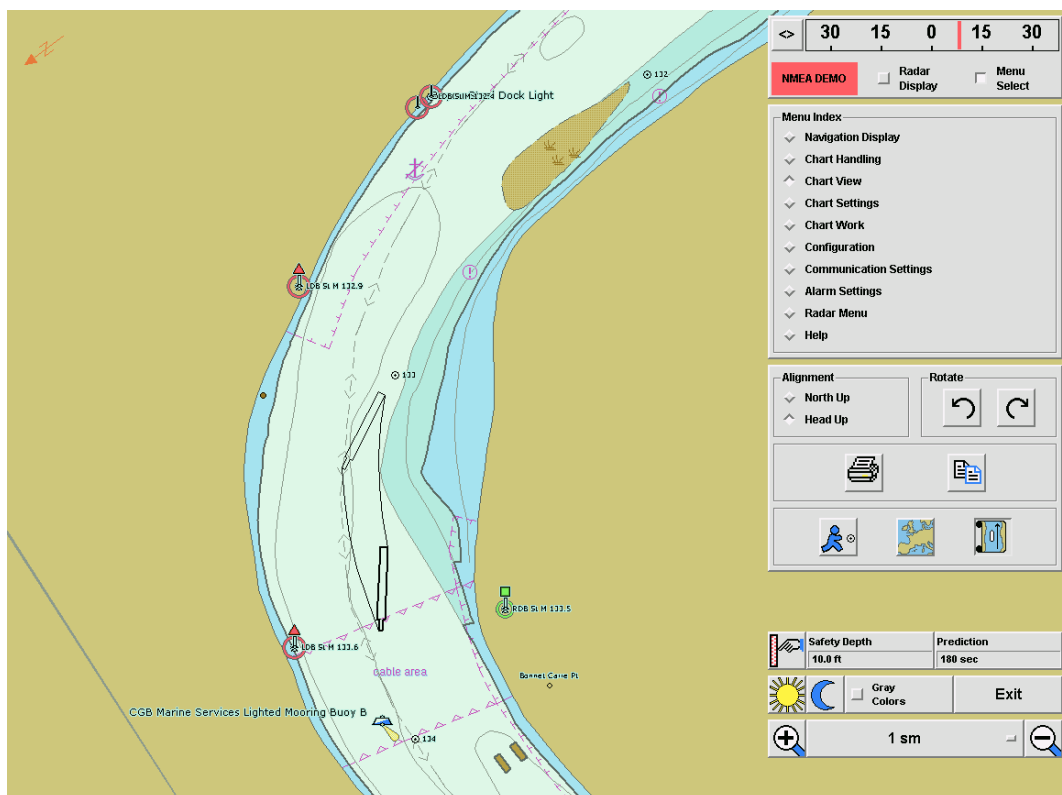 N
132
Dock Light
LDB St M 132.9
133
LDB St M 133.6
RDB St M 133.5
cable area
Bonnet Carre Pt
CGB Marine Services Lighted Mooring Buoy B
134
<> 30 15 0 15 30
NMEA DEMO
Radar Display
Menu Select
Menu Index
Navigation Display
Chart Handling
Chart View
Chart Settings
Chart Work
Configuration
Communication Settings
Alarm Settings
Radar Menu
Help
Alignment
North Up
Head Up
Rotate
Safety Depth
10.0 ft
Prediction
180 sec
Gray Colors
Exit
1 sm